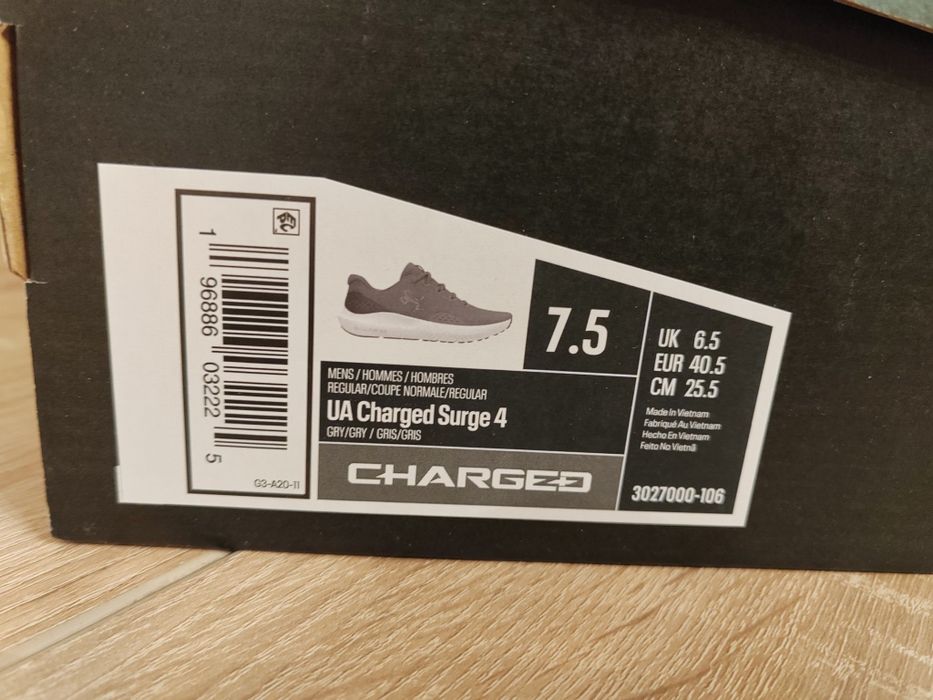 1 96886 03222 5
G3-A20-11
7.5
UK 6.5
EUR 40.5
CM 25.5
MENS / HOMMES / HOMBRES
REGULAR/COUPE NORMALE/REGULAR
UA Charged Surge 4
GRY/GRY / GRIS/GRIS
CHARGED
Made In Vietnam
Fabriqué Au Vietnam
Hecho En Vietnam
Feito No Vietnã
3027000-106